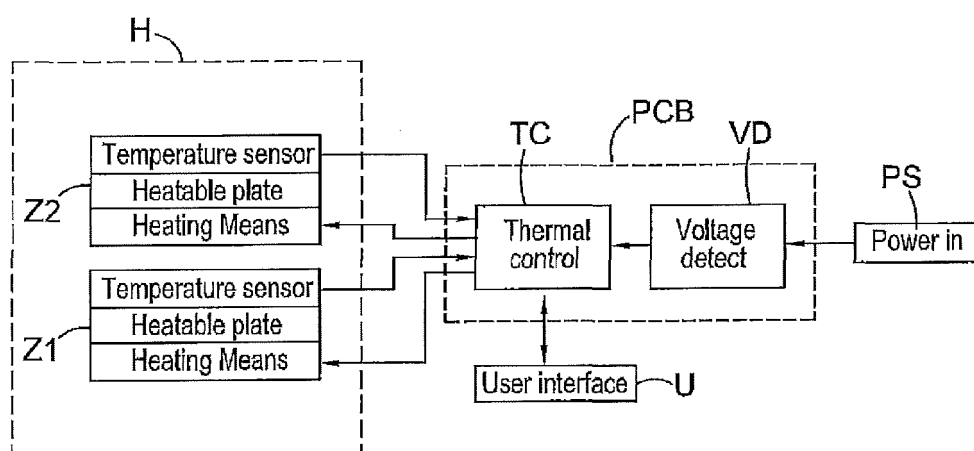 H
Temperature sensor
Heatable plate
Heating Means
Z2
Temperature sensor
Heatable plate
Heating Means
Z1
PCB
TC
VD
PS
Thermal
control
Voltage
detect
Power in
User interface
U